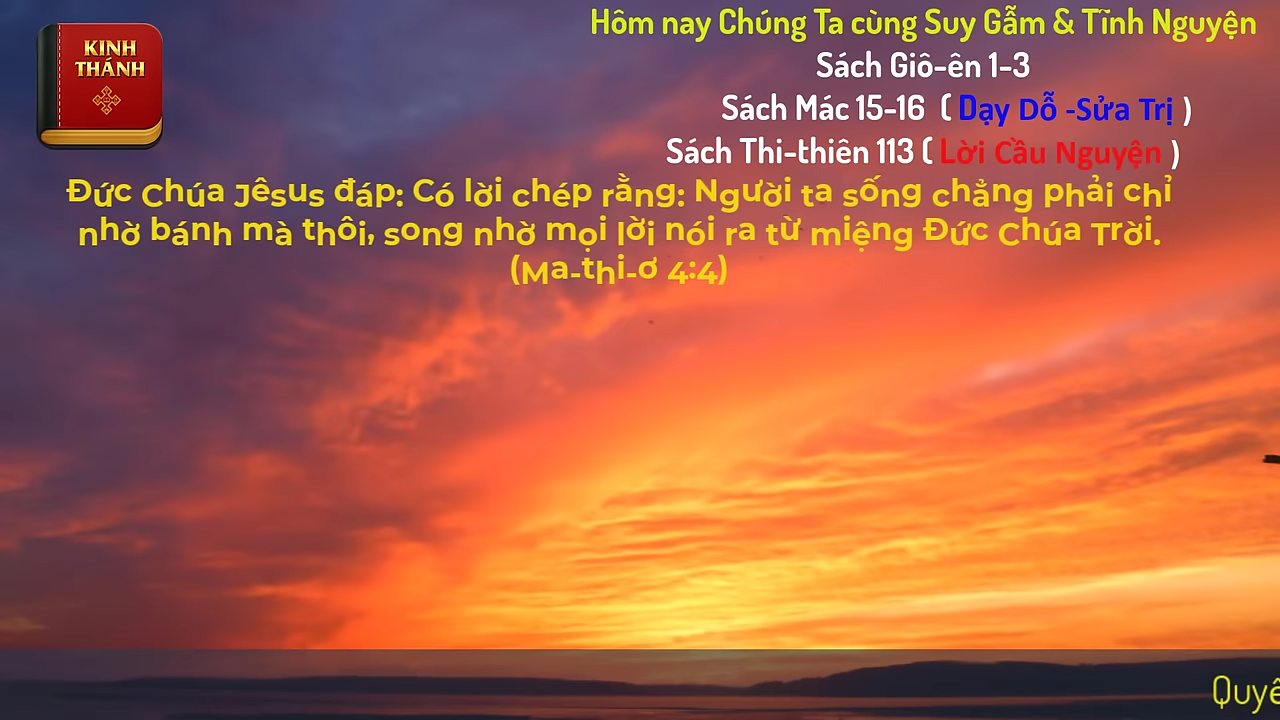 KINH
THÁNH
Hôm nay Chúng Ta cùng Suy Gẫm & Tĩnh Nguyện
Sách Giô-ên 1-3
Sách Mác 15-16 ( Dạy Dỗ -Sửa Trị )
Sách Thi-thiên 113 ( Lời Cầu Nguyện )
Đức Chúa Jêsus đáp: Có lời chép rằng: Người ta sống chẳng phải chỉ
nhờ bánh mà thôi, song nhờ mọi lời nói ra từ miệng Đức Chúa Trời.
(Ma-thi-ơ 4:4)
Quyê